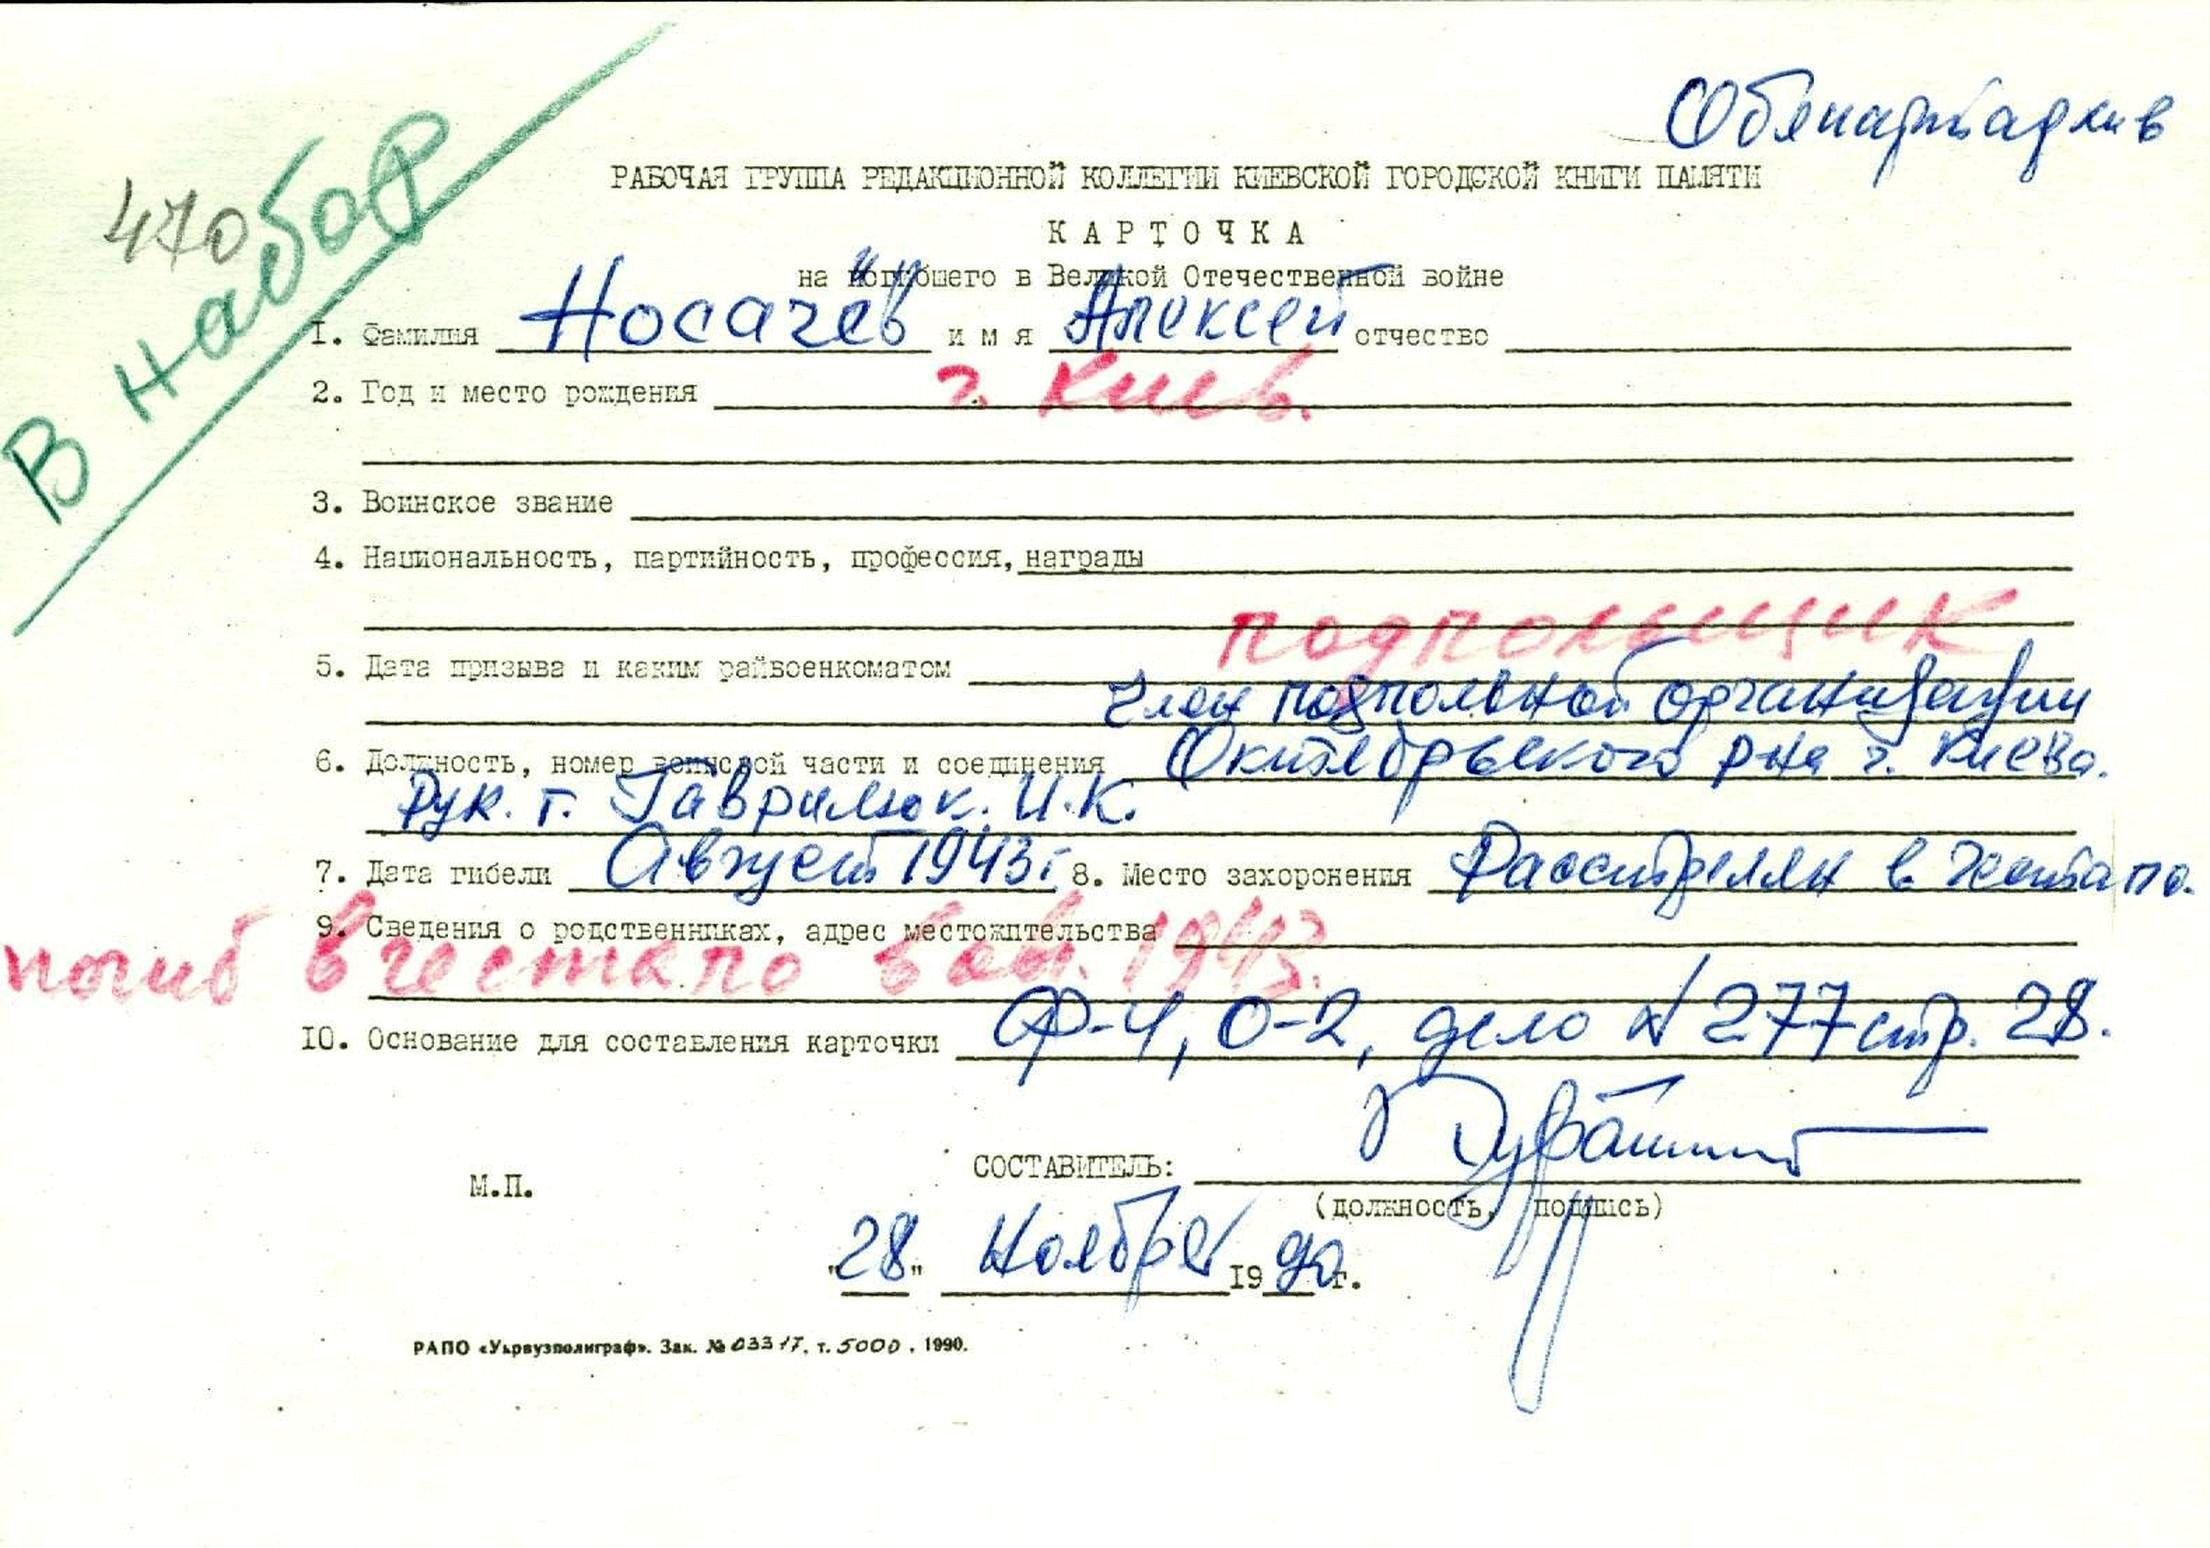 Обл партархив
470
В набор
РАБОЧАЯ ГРУППА РЕДАКЦИОННОЙ КОЛЛЕГИИ КИЕВСКОЙ ГОРОДСКОЙ КНИГИ ПАМЯТИ
КАРТОЧКА
на погибшего в Великой Отечественной войне
1. Фамилия Носачёв имя Алексей отчество
2. Год и место рождения г. Киев.
3. Воинское звание
4. Национальность, партийность, профессия, награды
подпольщик
5. Дата призыва и каким райвоенкоматом
Член подпольной организации
6. Должность, номер воинской части и соединения Октябрьского рна г. Киева.
Рук. г. Гаврилюк. И.К.
7. Дата гибели Август 1943г 8. Место захоронения Расстрелян в гестапо.
9. Сведения о родственниках, адрес местожительства
погиб в гестапо в авг. 1943.
10. Основание для составления карточки Ф-4, О-2, дело № 277 стр. 28.
СОСТАВИТЕЛЬ:
М.П.
(должность, подпись)
"28" Ноября 1990 г.
РАПО «Укрвузполиграф». Зак. № 03317, т. 5000, 1990.